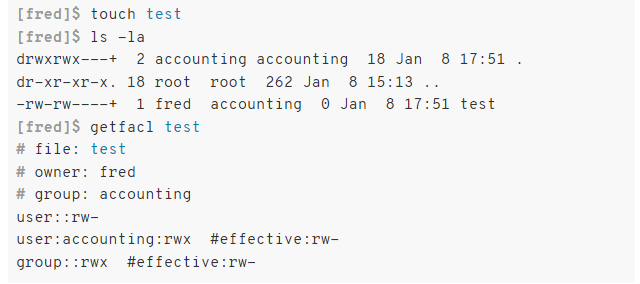 [fred]$ touch test
[fred]$ ls -la
drwxrwx---+  2 accounting accounting  18 Jan  8 17:51 .
dr-xr-xr-x. 18 root  root  262 Jan  8 15:13 ..
-rw-rw----+  1 fred  accounting  0 Jan  8 17:51 test
[fred]$ getfacl test
# file: test
# owner: fred
# group: accounting
user::rw-
user:accounting:rwx  #effective:rw-
group::rwx  #effective:rw-